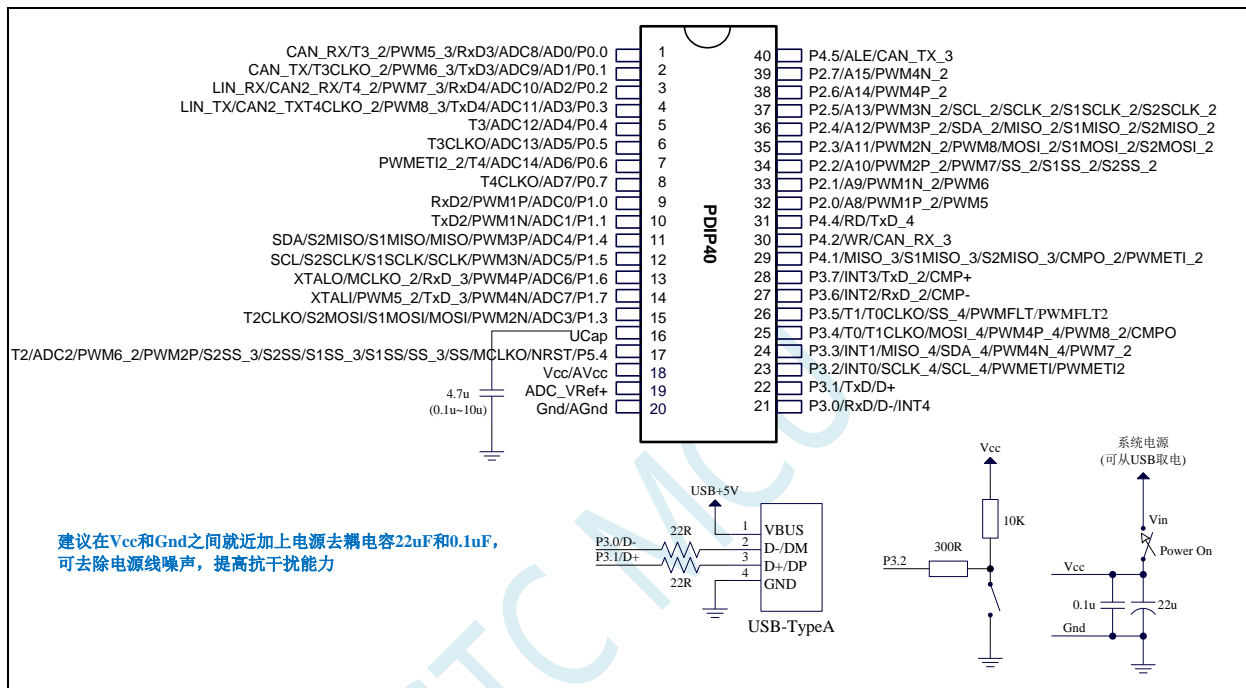 CAN_RX/T3_2/PWM5_3/RxD3/ADC8/AD0/P0.0 1
CAN_TX/T3CLKO_2/PWM6_3/TxD3/ADC9/AD1/P0.1 2
LIN_RX/CAN2_RX/T4_2/PWM7_3/RxD4/ADC10/AD2/P0.2 3
LIN_TX/CAN2_TXT4CLKO_2/PWM8_3/TxD4/ADC11/AD3/P0.3 4
T3/ADC12/AD4/P0.4 5
T3CLKO/ADC13/AD5/P0.5 6
PWMETI2_2/T4/ADC14/AD6/P0.6 7
T4CLKO/AD7/P0.7 8
RxD2/PWM1P/ADC0/P1.0 9
TxD2/PWM1N/ADC1/P1.1 10
SDA/S2MISO/S1MISO/MISO/PWM3P/ADC4/P1.4 11
SCL/S2SCLK/S1SCLK/SCLK/PWM3N/ADC5/P1.5 12
XTALO/MCLKO_2/RxD_3/PWM4P/ADC6/P1.6 13
XTALI/PWM5_2/TxD_3/PWM4N/ADC7/P1.7 14
T2CLKO/S2MOSI/S1MOSI/MOSI/PWM2N/ADC3/P1.3 15
UCap 16
T2/ADC2/PWM6_2/PWM2P/S2SS_3/S2SS/S1SS_3/S1SS/SS_3/SS/MCLKO/NRST/P5.4 17
Vcc/AVcc 18
ADC_VRef+ 19
Gnd/AGnd 20
PDIP40
40 P4.5/ALE/CAN_TX_3
39 P2.7/A15/PWM4N_2
38 P2.6/A14/PWM4P_2
37 P2.5/A13/PWM3N_2/SCL_2/SCLK_2/S1SCLK_2/S2SCLK_2
36 P2.4/A12/PWM3P_2/SDA_2/MISO_2/S1MISO_2/S2MISO_2
35 P2.3/A11/PWM2N_2/PWM8/MOSI_2/S1MOSI_2/S2MOSI_2
34 P2.2/A10/PWM2P_2/PWM7/SS_2/S1SS_2/S2SS_2
33 P2.1/A9/PWM1N_2/PWM6
32 P2.0/A8/PWM1P_2/PWM5
31 P4.4/RD/TxD_4
30 P4.2/WR/CAN_RX_3
29 P4.1/MISO_3/S1MISO_3/S2MISO_3/CMPO_2/PWMETI_2
28 P3.7/INT3/TxD_2/CMP+
27 P3.6/INT2/RxD_2/CMP-
26 P3.5/T1/T0CLKO/SS_4/PWMFLT/PWMFLT2
25 P3.4/T0/T1CLKO/MOSI_4/PWM4P_4/PWM8_2/CMPO
24 P3.3/INT1/MISO_4/SDA_4/PWM4N_4/PWM7_2
23 P3.2/INT0/SCLK_4/SCL_4/PWMETI/PWMETI2
22 P3.1/TxD/D+
21 P3.0/RxD/D-/INT4
4.7u
(0.1u~10u)
建议在Vcc和Gnd之间就近加上电源去耦电容22uF和0.1uF，
可去除电源线噪声，提高抗干扰能力
USB+5V
P3.0/D-
P3.1/D+
22R
22R
1 VBUS
2 D-/DM
3 D+/DP
4 GND
USB-TypeA
Vcc
10K
300R
P3.2
系统电源
(可从USB取电)
Vin
Power On
Vcc
0.1u
22u
Gnd